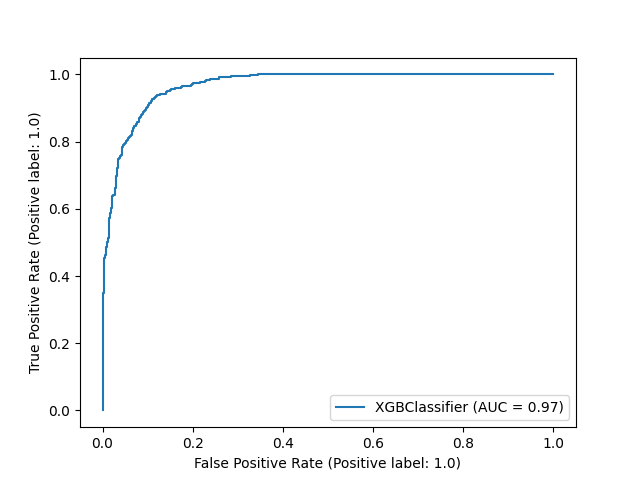 1.0
0.8
0.6
0.4
0.2
0.0
True Positive Rate (Positive label: 1.0)
XGBClassifier (AUC = 0.97)
0.0 0.2 0.4 0.6 0.8 1.0
False Positive Rate (Positive label: 1.0)